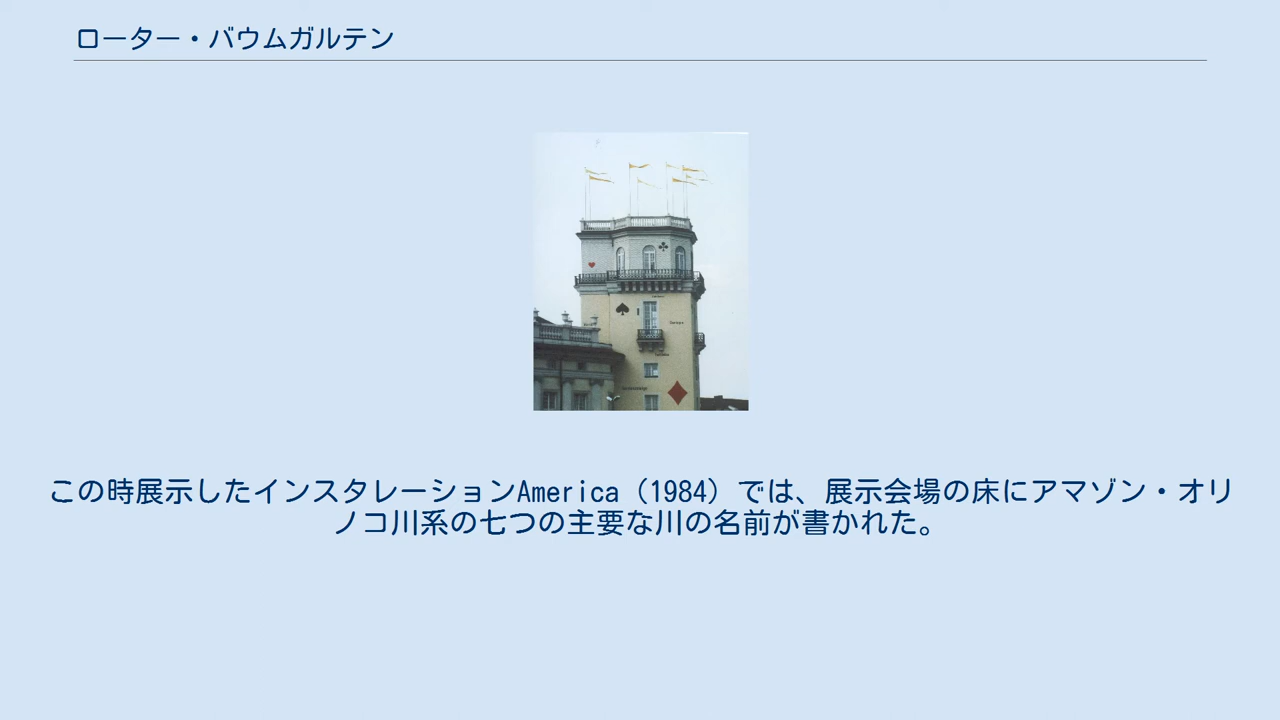 ローター・バウムガルテン
この時展示したインスタレーションAmerica（1984）では、展示会場の床にアマゾン・オリ
ノコ川系の七つの主要な川の名前が書かれた。